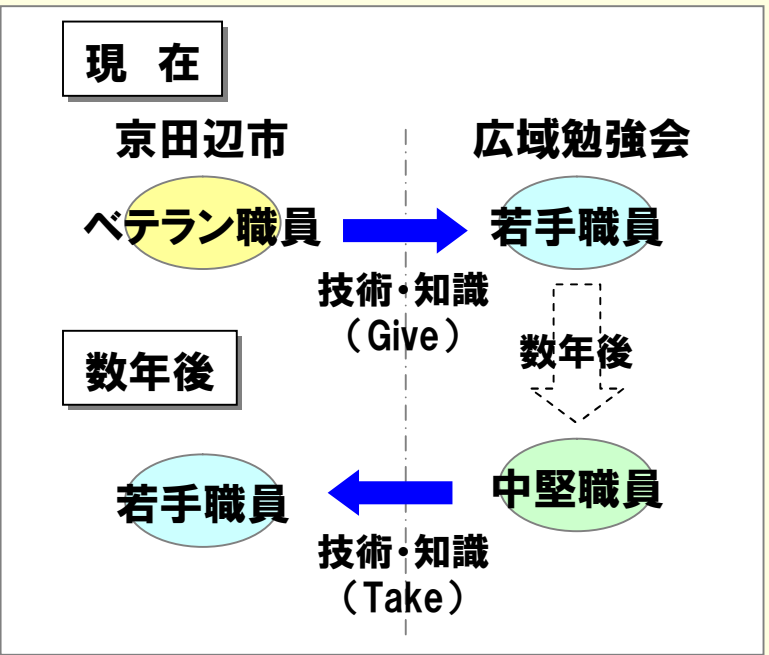 現 在
京田辺市
広域勉強会
ベテラン職員
若手職員
技術・知識
（Give）
数年後
数年後
若手職員
中堅職員
技術・知識
（Take）